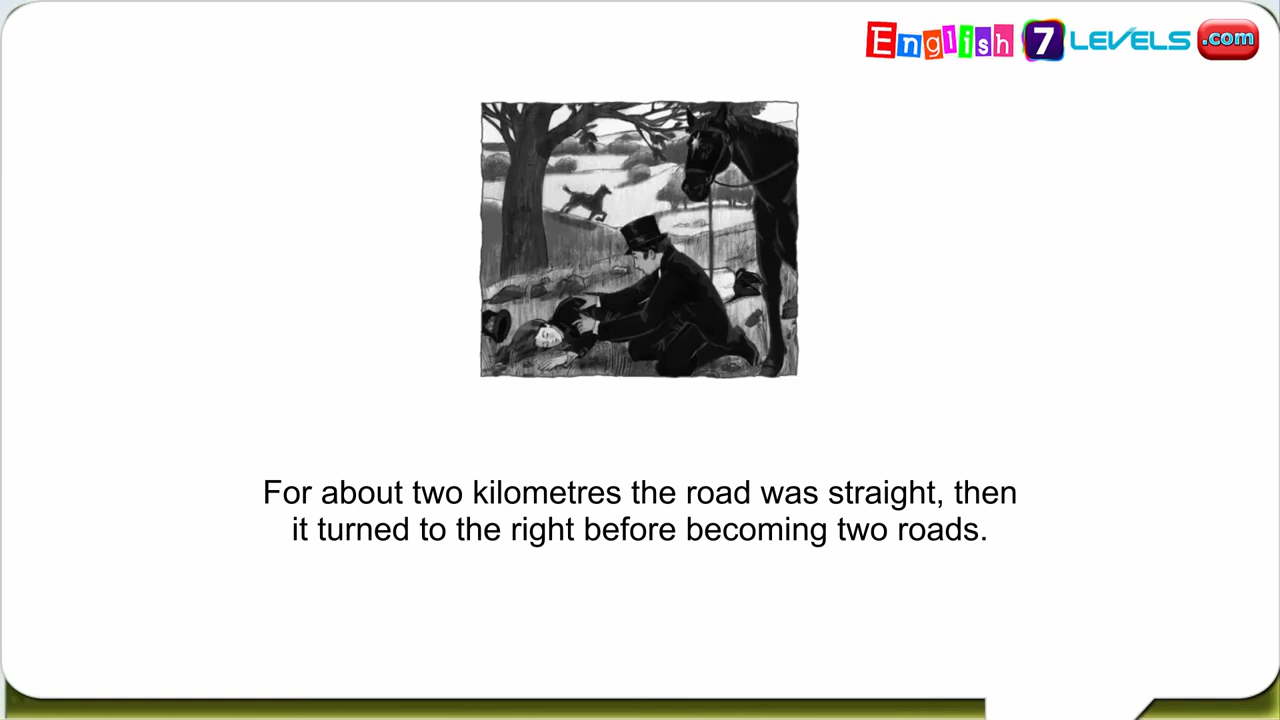 English 7 LEVELS .com
For about two kilometres the road was straight, then
it turned to the right before becoming two roads.